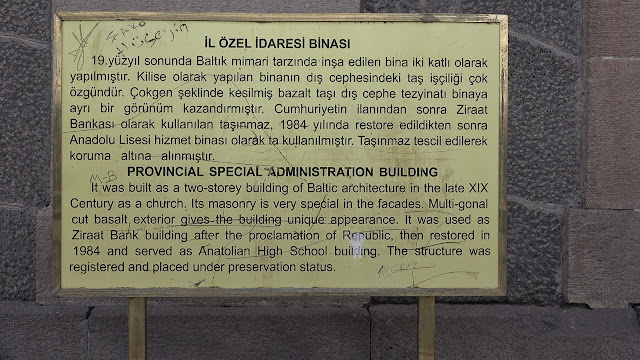 İL ÖZEL İDARESİ BİNASI
19.yüzyıl sonunda Baltık mimari tarzında inşa edilen bina iki katlı olarak
yapılmıştır. Kilise olarak yapılan binanın dış cephesindeki taş işçiliği çok
özgündür. Çokgen şeklinde kesilmiş bazalt taşı dış cephe tezyinatı binaya
ayrı bir görünüm kazandırmıştır. Cumhuriyetin ilanından sonra Ziraat
Bankası olarak kullanılan taşınmaz, 1984 yılında restore edildikten sonra
Anadolu Lisesi hizmet binası olarak ta kullanılmıştır. Taşınmaz tescil edilerek
koruma altına alınmıştır.
M-B
PROVINCIAL SPECIAL ADMINISTRATION BUILDING
It was built as a two-storey building of Baltic architecture in the late XIX
Century as a church. Its masonry is very special in the facades. Multi-gonal
cut basalt exterior gives the building unique appearance. It was used as
Ziraat Bank building after the proclamation of Republic, then restored in
1984 and served as Anatolian High School building. The structure was
registered and placed under preservation status.